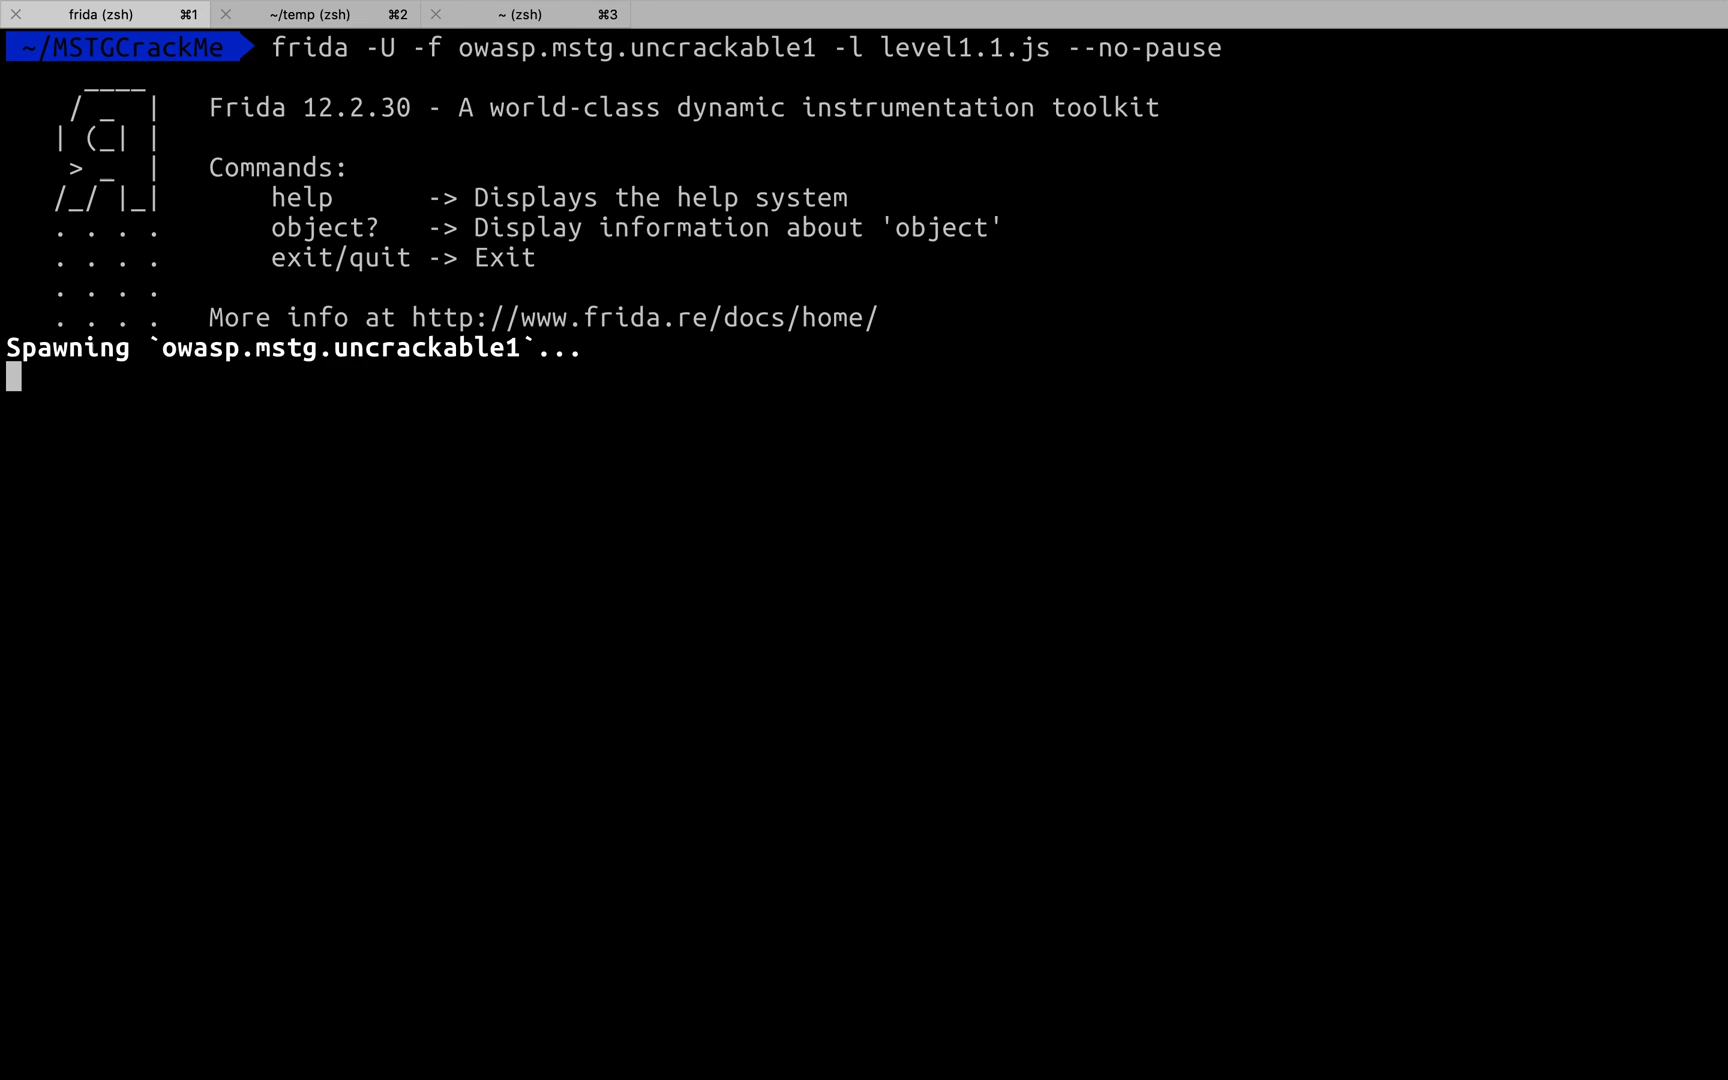 frida (zsh) ⌘1 ~/temp (zsh) ⌘2 ~ (zsh) ⌘3
~/MSTGCrackMe frida -U -f owasp.mstg.uncrackable1 -l level1.1.js --no-pause
____
/ _  |   Frida 12.2.30 - A world-class dynamic instrumentation toolkit
| (_| |
> _  |   Commands:
/_/ |_|       help      -> Displays the help system
. . . .       object?   -> Display information about 'object'
. . . .       exit/quit -> Exit
. . . .
. . . .   More info at http://www.frida.re/docs/home/
Spawning `owasp.mstg.uncrackable1`...